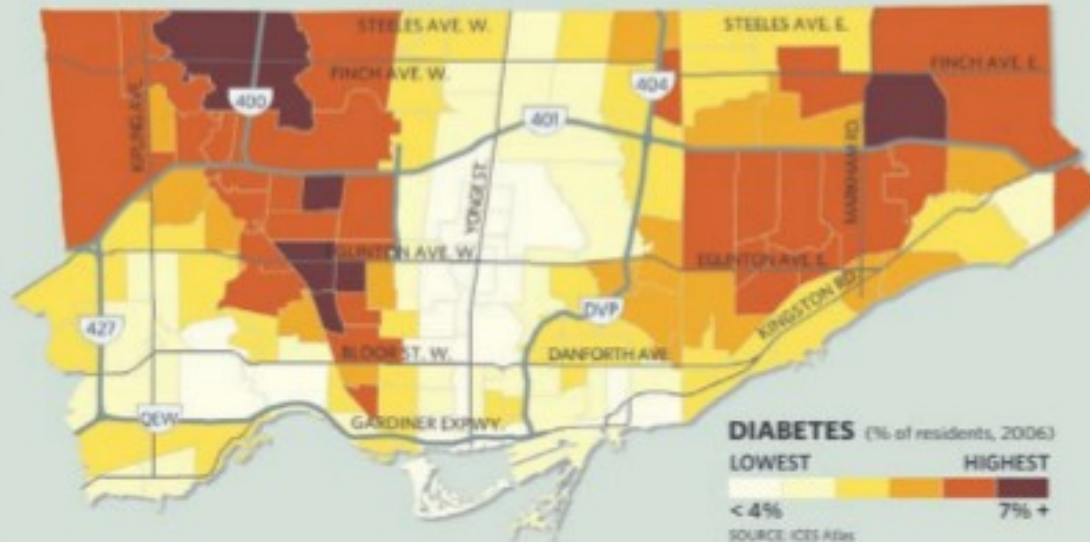 STEELES AVE. W.
STEELES AVE. E.
FINCH AVE. W.
FINCH AVE. E.
400
404
401
KIPLING AVE.
YONGE ST.
MARKHAM RD.
EGLINTON AVE. W.
EGLINTON AVE. E.
DVP
KINGSTON RD.
427
BLOOR ST. W.
DANFORTH AVE.
QEW
GARDINER EXPWY.
DIABETES (% of residents, 2006)
LOWEST HIGHEST
< 4% 7% +
SOURCE: ICES Atlas